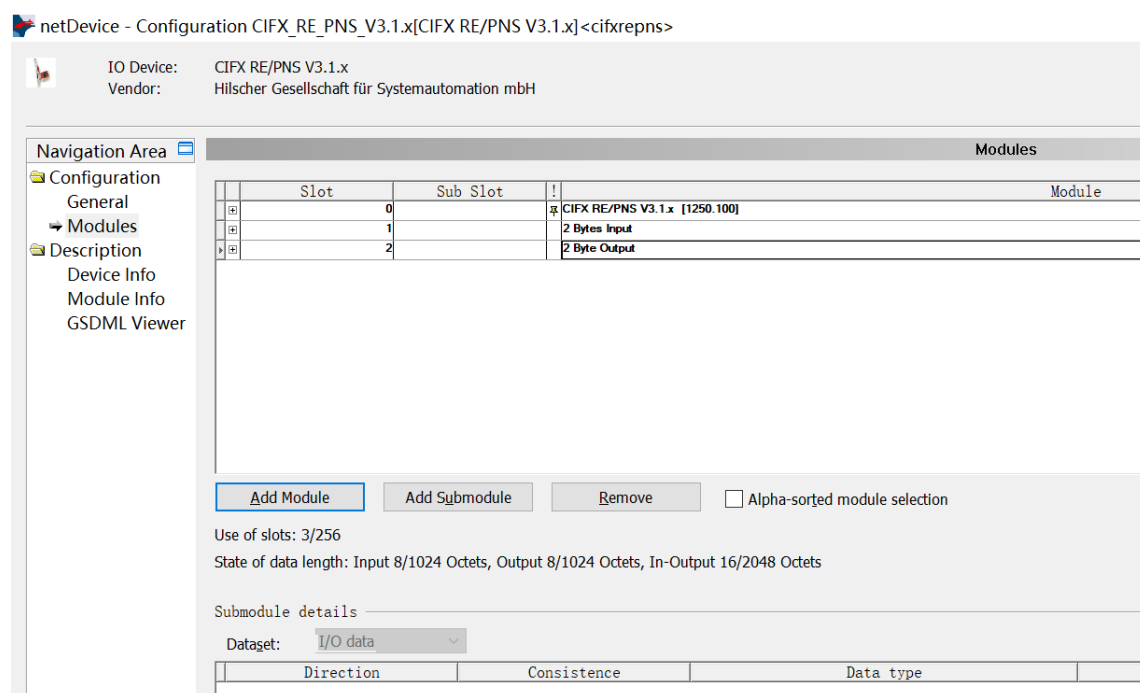 netDevice - Configuration CIFX_RE_PNS_V3.1.x[CIFX RE/PNS V3.1.x]<cifxrepns>
IO Device: CIFX RE/PNS V3.1.x
Vendor: Hilscher Gesellschaft für Systemautomation mbH
Navigation Area
Configuration
General
Modules
Description
Device Info
Module Info
GSDML Viewer
Modules
Slot Sub Slot ! Module
0 CIFX RE/PNS V3.1.x [1250.100]
1 2 Bytes Input
2 2 Byte Output
Add Module Add Submodule Remove Alpha-sorted module selection
Use of slots: 3/256
State of data length: Input 8/1024 Octets, Output 8/1024 Octets, In-Output 16/2048 Octets
Submodule details
Dataset: I/O data
Direction Consistence Data type